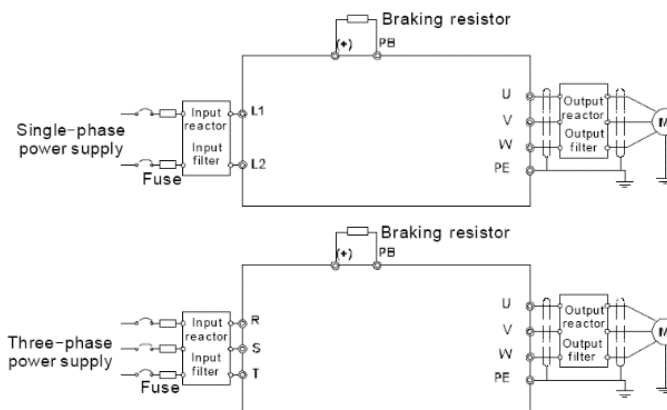 Braking resistor
(+) PB
Single-phase
power supply
Fuse
Input
reactor
Input
filter
L1
L2
U
V
W
PE
Output
reactor
Output
filter
M
Braking resistor
(+) PB
Three-phase
power supply
Fuse
Input
reactor
Input
filter
R
S
T
U
V
W
PE
Output
reactor
Output
filter
M